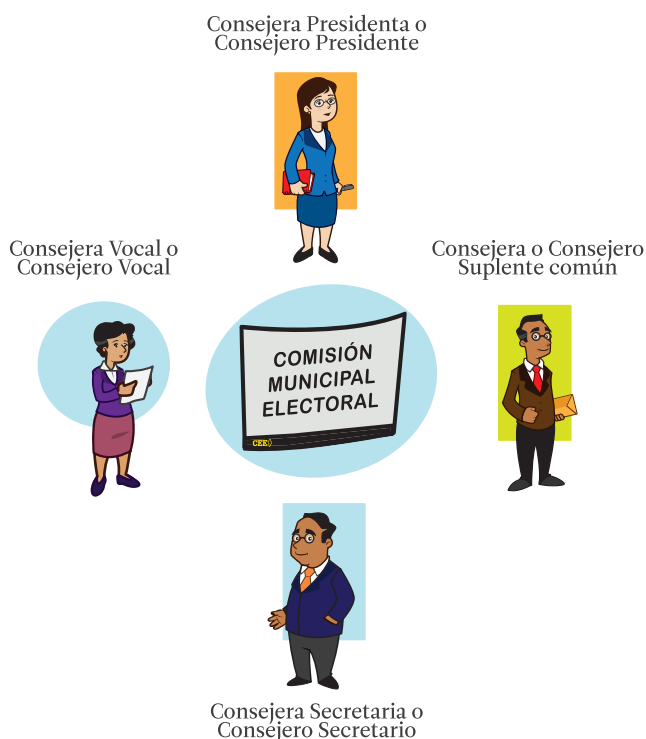 Consejera Presidenta o
Consejero Presidente
Consejera Vocal o
Consejero Vocal
Consejera o Consejero
Suplente común
COMISIÓN
MUNICIPAL
ELECTORAL
CEE
Consejera Secretaria o
Consejero Secretario